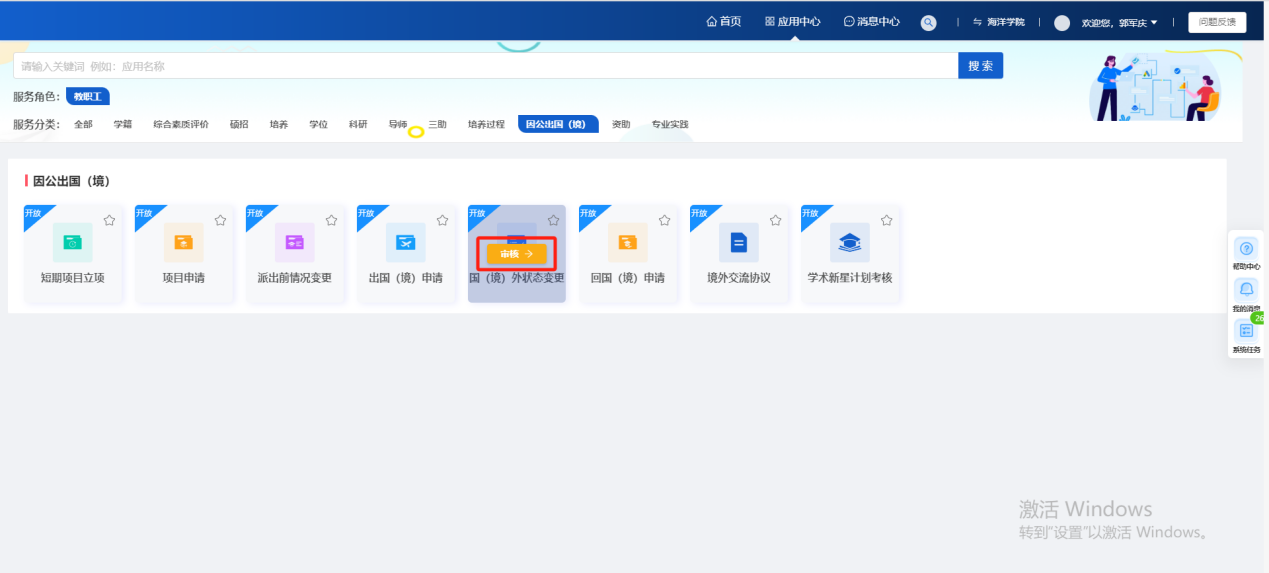 首页 应用中心 消息中心 海洋学院 欢迎您，郭军庆 问题反馈
请输入关键词 例如：应用名称 搜索
服务角色： 教职工
服务分类： 全部 学籍 综合素质评价 硕招 培养 学位 科研 导师 三助 培养过程 因公出国（境） 资助 专业实践
因公出国（境）
开放 开放 开放 开放 开放 开放 开放 开放
审核
短期项目立项 项目申请 派出前情况变更 出国（境）申请 国（境）外状态变更 回国（境）申请 境外交流协议 学术新星计划考核
帮助中心
我的消息
26
系统任务
激活 Windows
转到"设置"以激活 Windows。